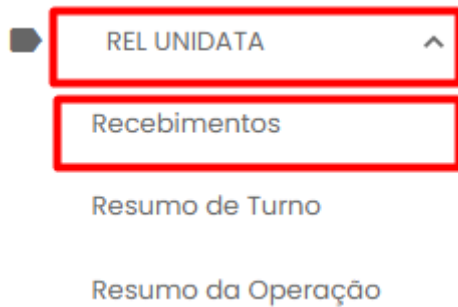 REL UNIDATA
Recebimentos
Resumo de Turno
Resumo da Operação